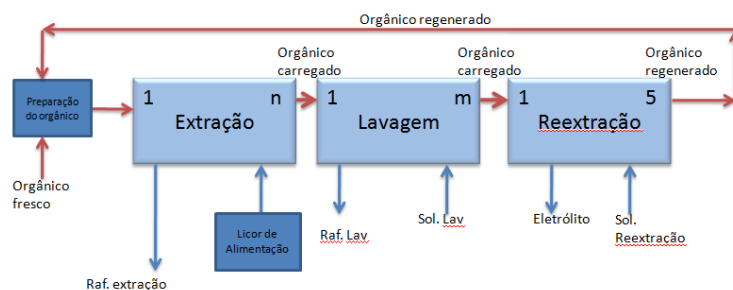 Orgânico regenerado
Orgânico
carregado
Orgânico
carregado
Orgânico
regenerado
Preparação
do orgânico
1 n
Extração
1 m
Lavagem
1 5
Reextração
Orgânico
fresco
Licor de
Alimentação
Raf. Lav
Sol. Lav
Eletrólito
Sol.
Reextração
Raf. extração